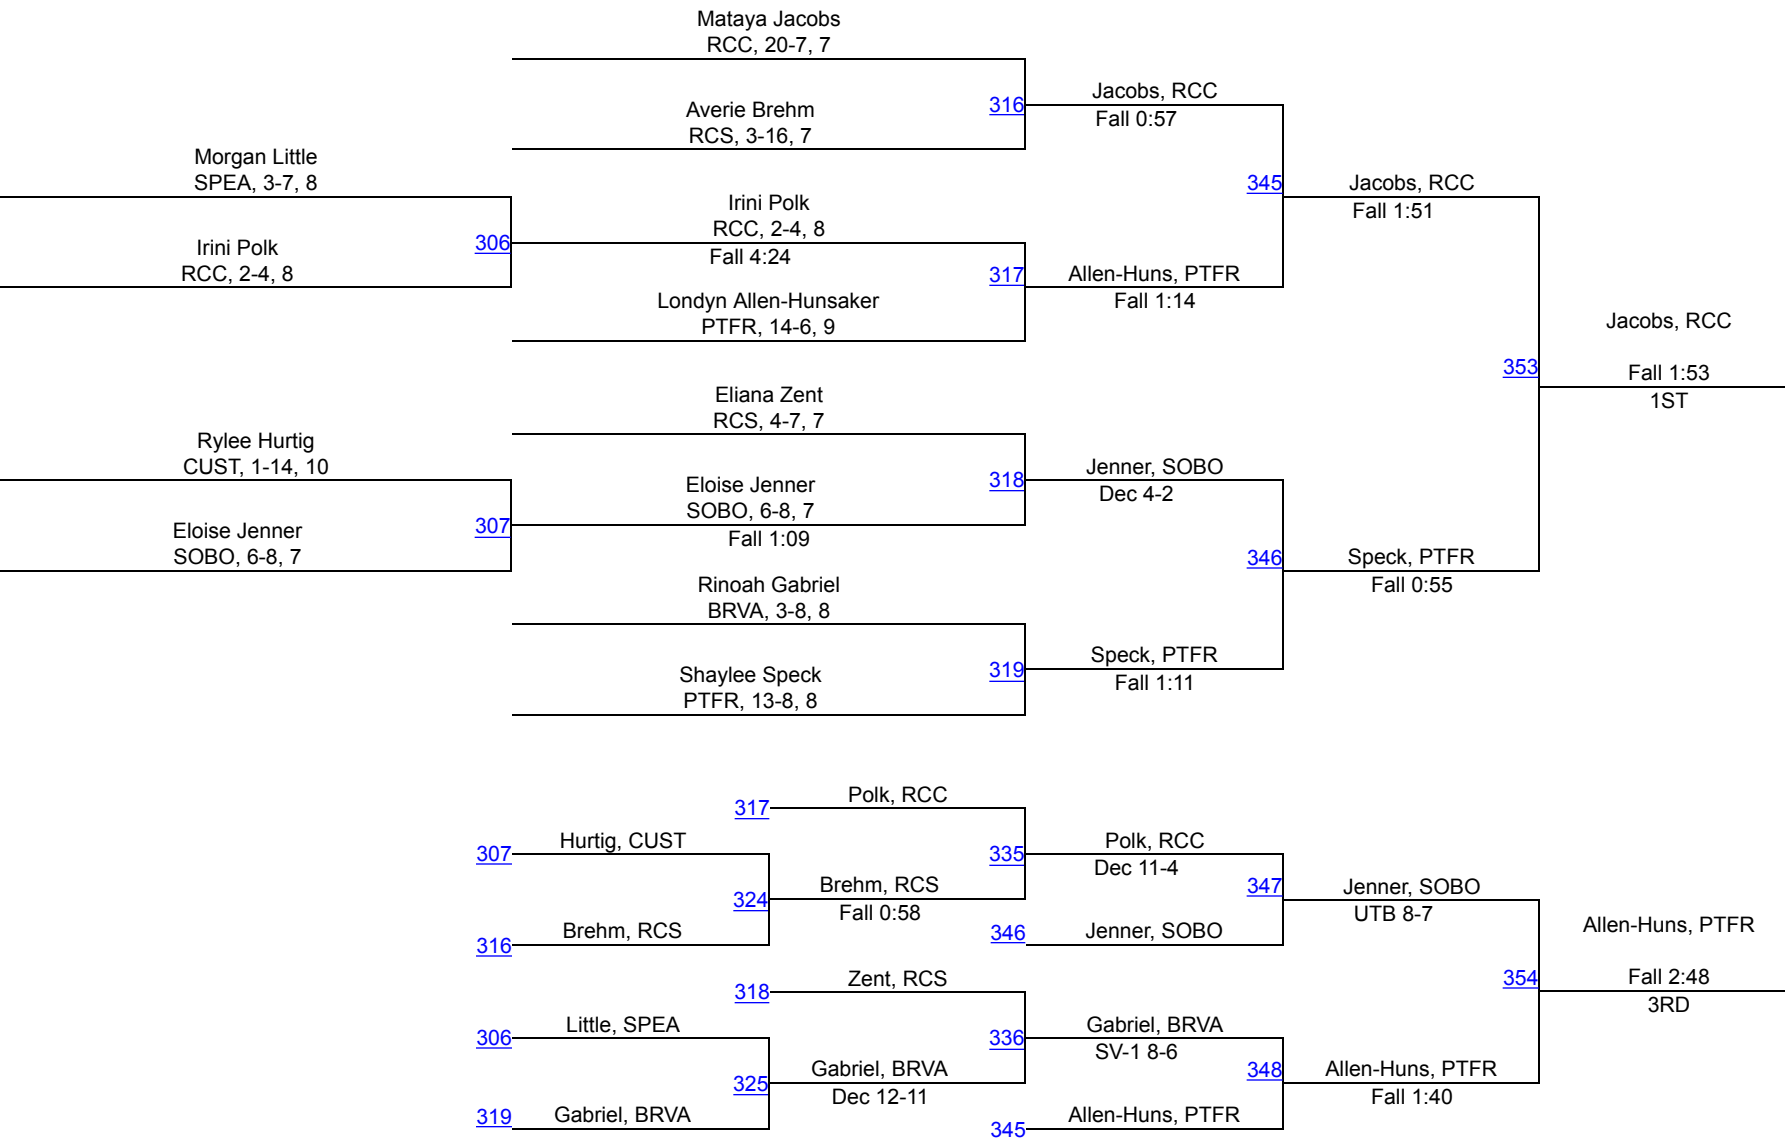 Mataya Jacobs
RCC, 20-7, 7
Averie Brehm
RCS, 3-16, 7
316
Jacobs, RCC
Fall 0:57
Morgan Little
SPEA, 3-7, 8
Irini Polk
RCC, 2-4, 8
306
Irini Polk
RCC, 2-4, 8
Fall 4:24
Londyn Allen-Hunsaker
PTFR, 14-6, 9
317
Allen-Huns, PTFR
Fall 1:14
345
Jacobs, RCC
Fall 1:51
Eliana Zent
RCS, 4-7, 7
Rylee Hurtig
CUST, 1-14, 10
Eloise Jenner
SOBO, 6-8, 7
307
Eloise Jenner
SOBO, 6-8, 7
Fall 1:09
318
Jenner, SOBO
Dec 4-2
Rinoah Gabriel
BRVA, 3-8, 8
Shaylee Speck
PTFR, 13-8, 8
319
Speck, PTFR
Fall 1:11
346
Speck, PTFR
Fall 0:55
353
Jacobs, RCC
Fall 1:53
1ST
317
Polk, RCC
307
Hurtig, CUST
316
Brehm, RCS
324
Brehm, RCS
Fall 0:58
335
Polk, RCC
Dec 11-4
346
Jenner, SOBO
347
Jenner, SOBO
UTB 8-7
318
Zent, RCS
306
Little, SPEA
319
Gabriel, BRVA
325
Gabriel, BRVA
Dec 12-11
336
Gabriel, BRVA
SV-1 8-6
345
Allen-Huns, PTFR
348
Allen-Huns, PTFR
Fall 1:40
354
Allen-Huns, PTFR
Fall 2:48
3RD